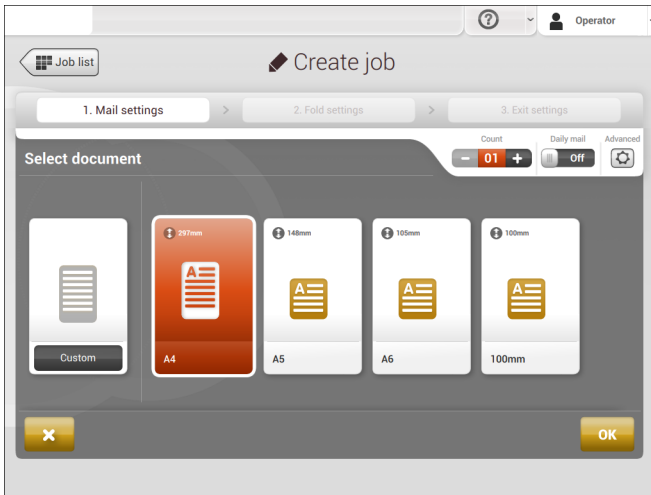 ?
Operator
Job list
Create job
1. Mail settings
>
2. Fold settings
>
3. Exit settings
Select document
Count
Daily mail
Advanced
- 01 +
Off
297mm
148mm
105mm
100mm
A
A
A
A
Custom
A4
A5
A6
100mm
OK